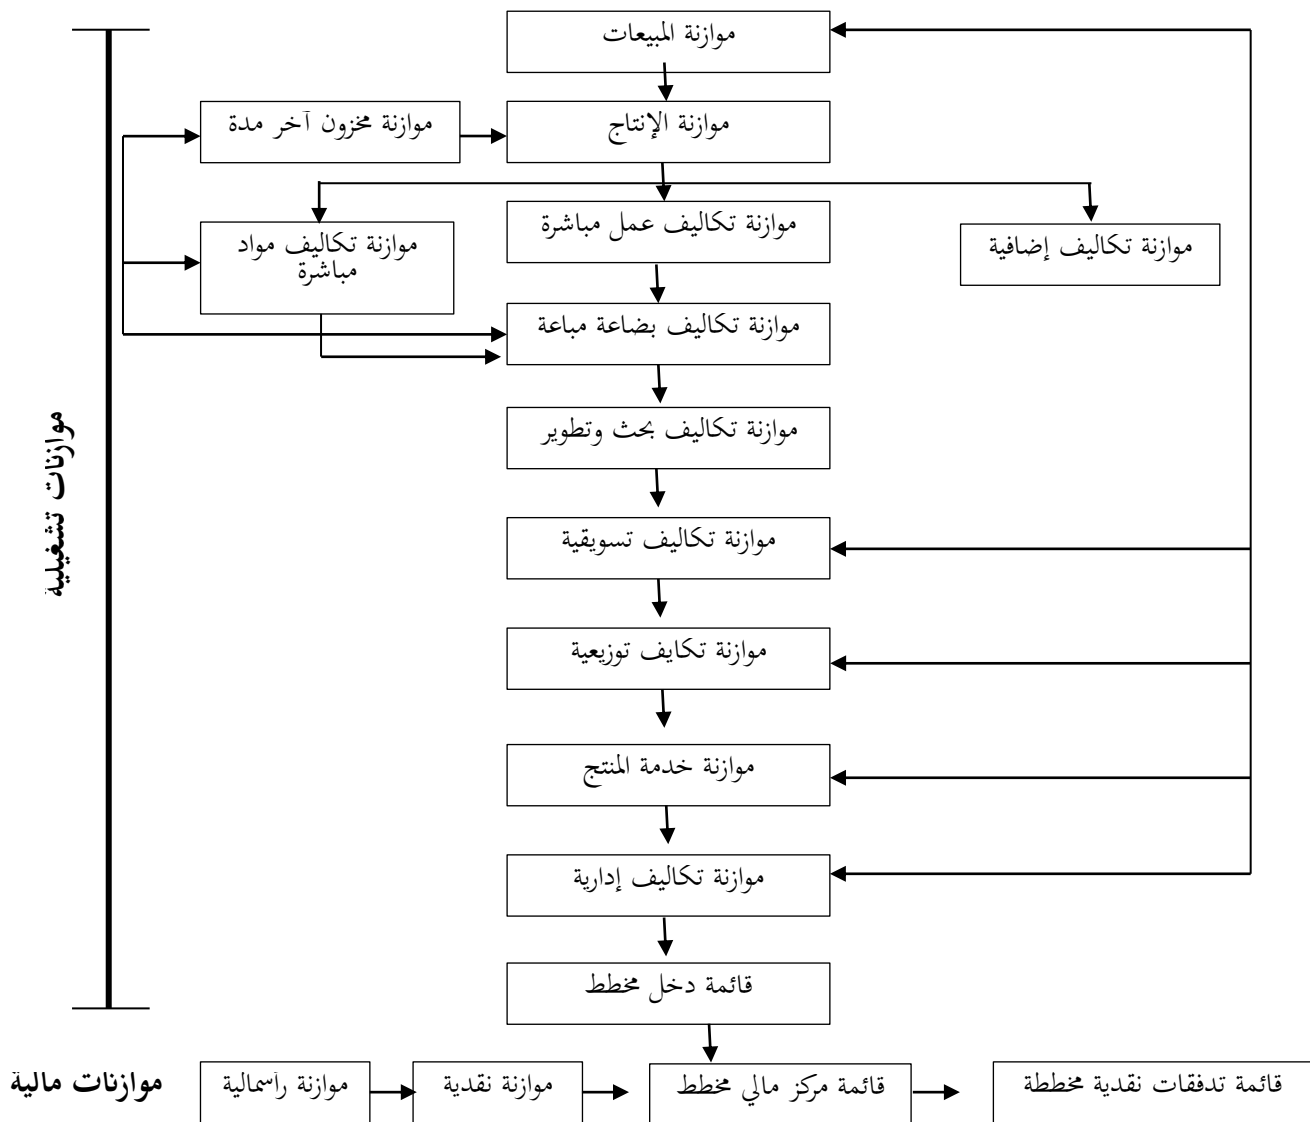 موازنة المبيعات
موازنة الإنتاج
موازنة مخزون آخر مدة
موازنة تكاليف إضافية
موازنة تكاليف عمل مباشرة
موازنة تكاليف مواد
مباشرة
موازنة تكاليف بضاعة مباعة
موازنة تكاليف بحث وتطوير
موازنات تشغيلية
موازنة تكاليف تسويقية
موازنة تكايف توزيعية
موازنة خدمة المنتج
موازنة تكاليف إدارية
قائمة دخل مخطط
موازنات مالية
موازنة رأسمالية
موازنة نقدية
قائمة مركز مالي مخطط
قائمة تدفقات نقدية مخططة